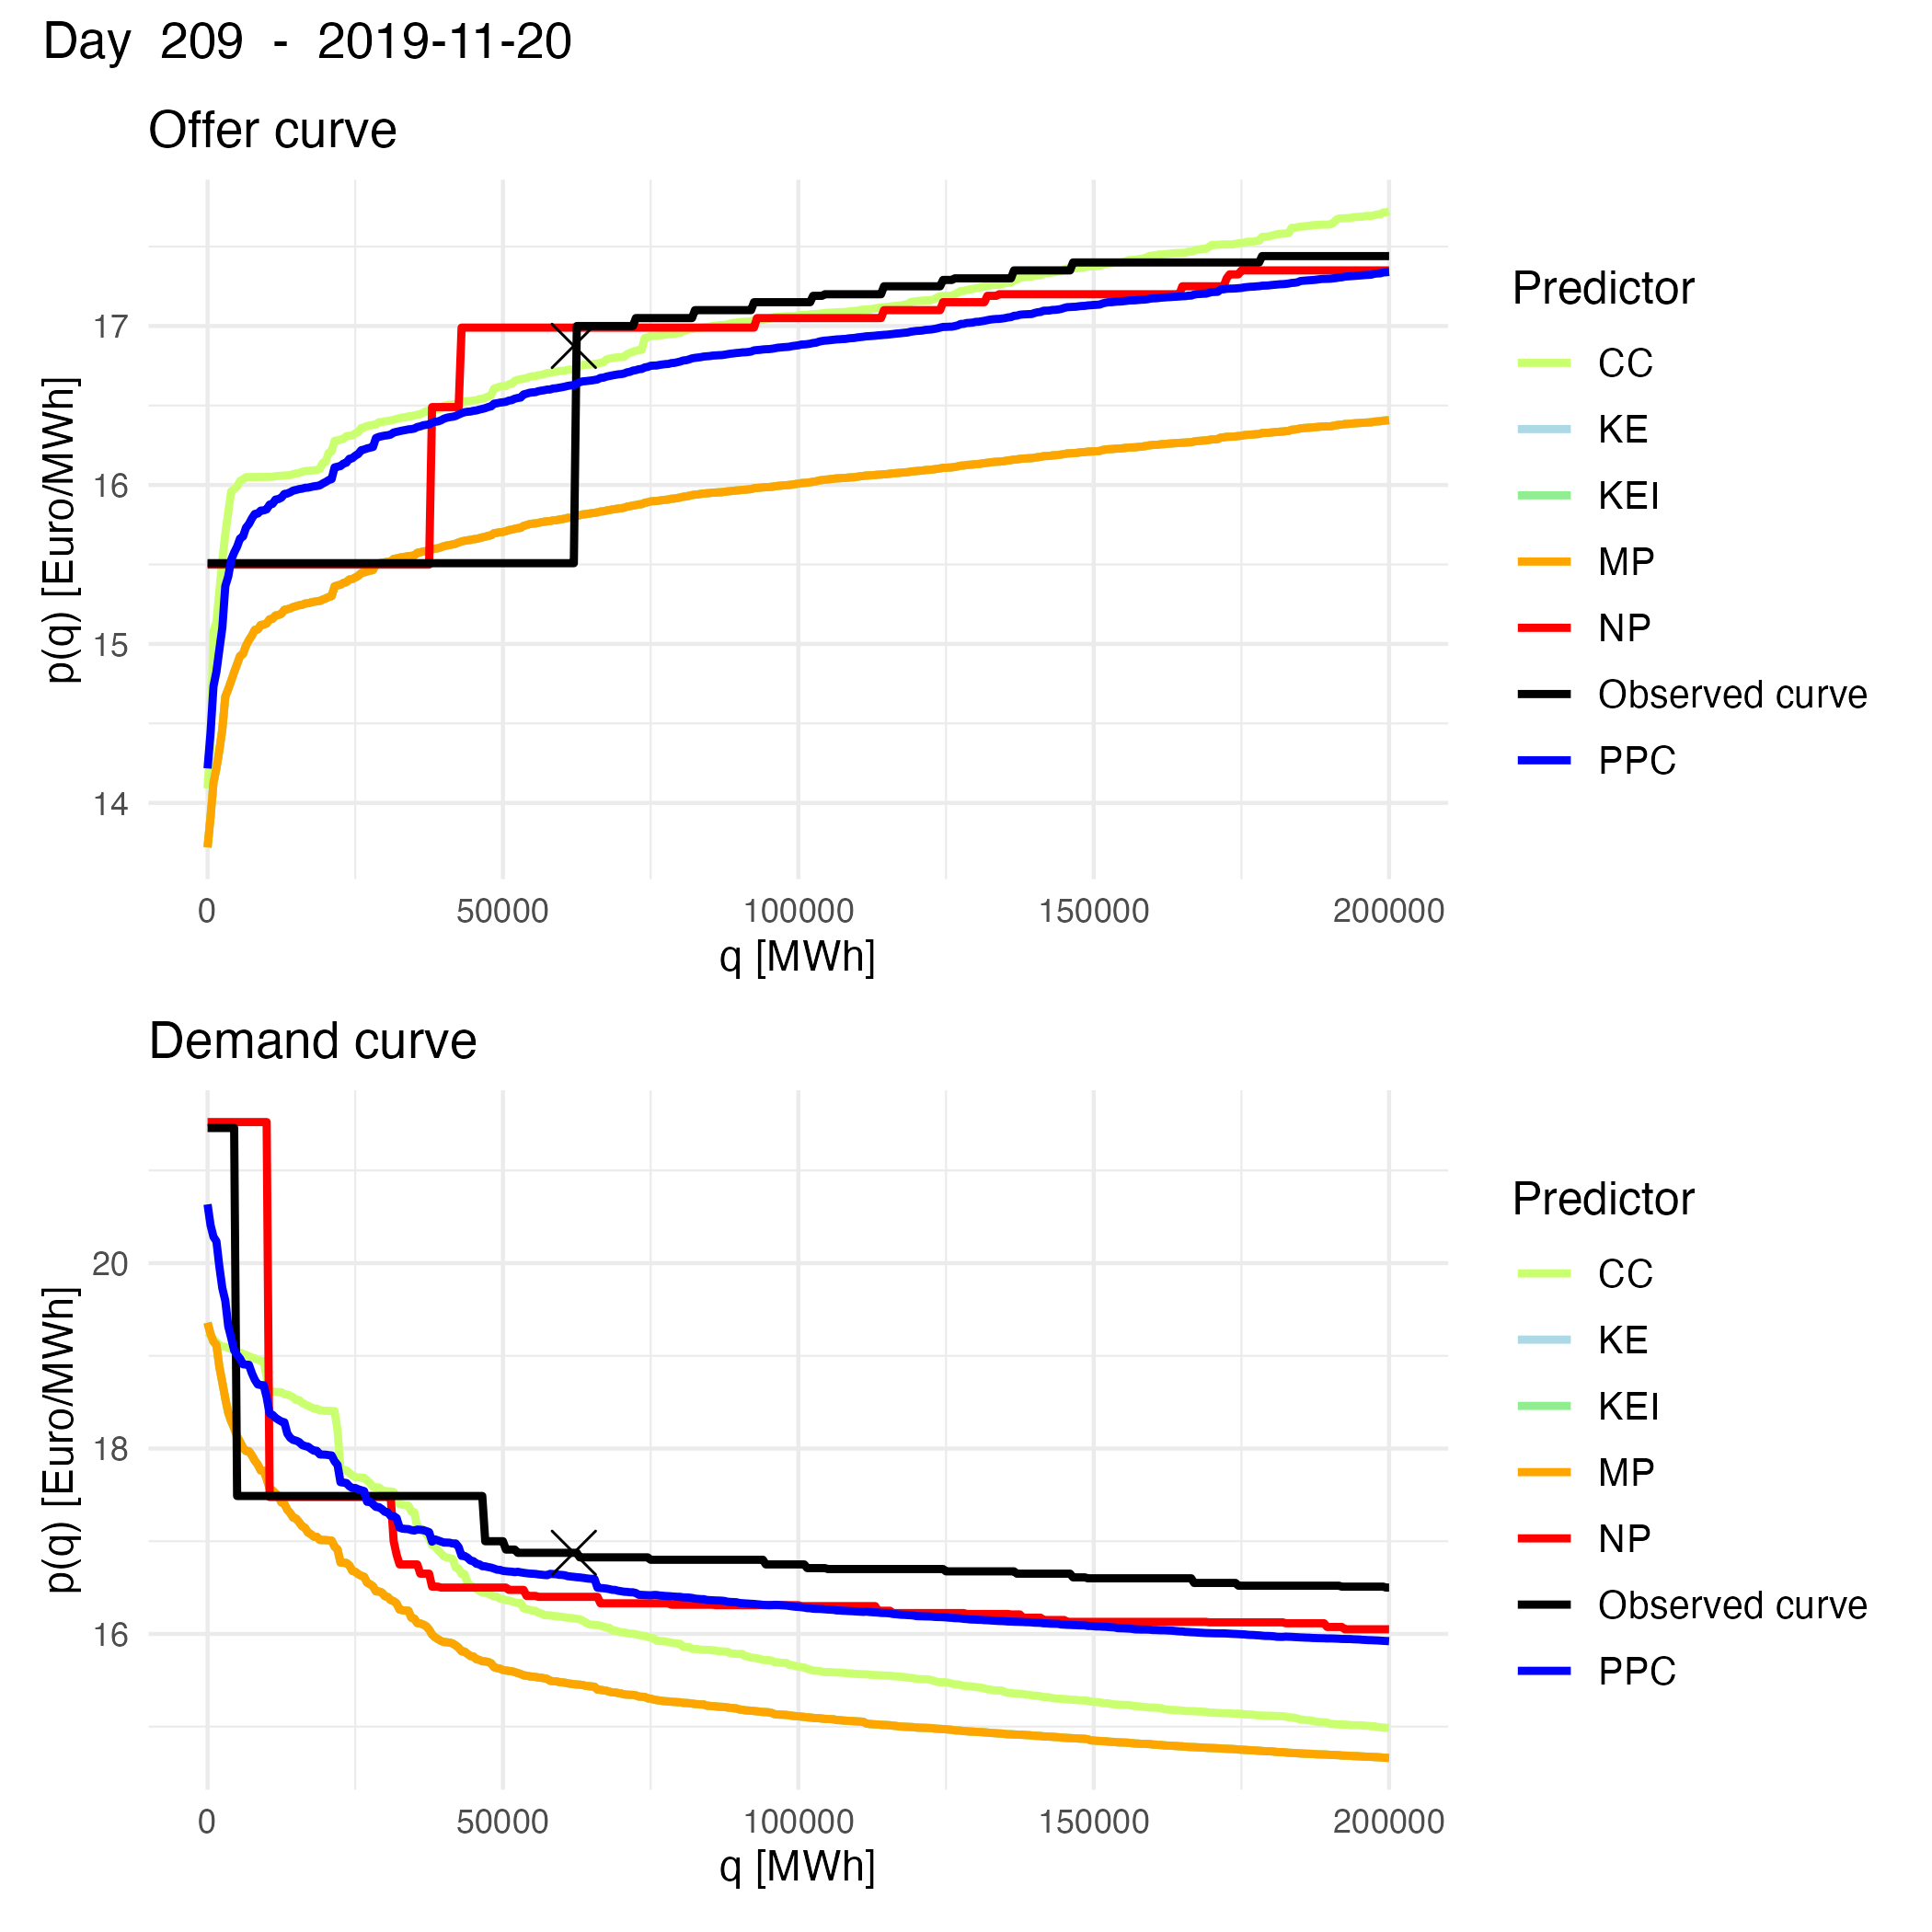 Day 209 - 2019-11-20
Offer curve
p(q) [Euro/MWh]
17
16
15
14
0 50000 100000 150000 200000
q [MWh]
Predictor
CC
KE
KEI
MP
NP
Observed curve
PPC
Demand curve
p(q) [Euro/MWh]
20
18
16
0 50000 100000 150000 200000
q [MWh]
Predictor
CC
KE
KEI
MP
NP
Observed curve
PPC